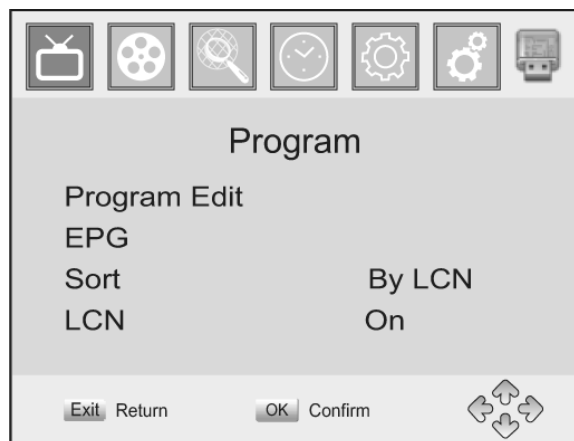 Program
Program Edit
EPG
Sort By LCN
LCN On
Exit Return OK Confirm